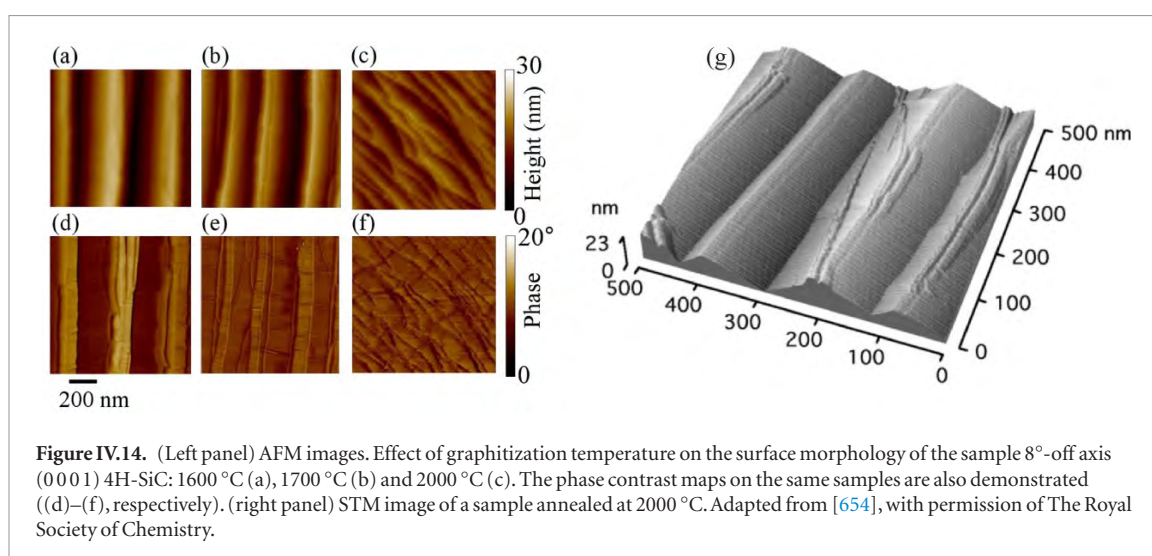 (a)
(b)
(c)
30
Height (nm)
0
(d)
(e)
(f)
20°
Phase
0
200 nm
(g)
nm
23
0
500
400
300
200
100
0
500 nm
400
300
200
100
0
Figure IV.14. (Left panel) AFM images. Effect of graphitization temperature on the surface morphology of the sample 8°-off axis
(0 0 0 1) 4H-SiC: 1600 °C (a), 1700 °C (b) and 2000 °C (c). The phase contrast maps on the same samples are also demonstrated
((d)–(f), respectively). (right panel) STM image of a sample annealed at 2000 °C. Adapted from [654], with permission of The Royal
Society of Chemistry.